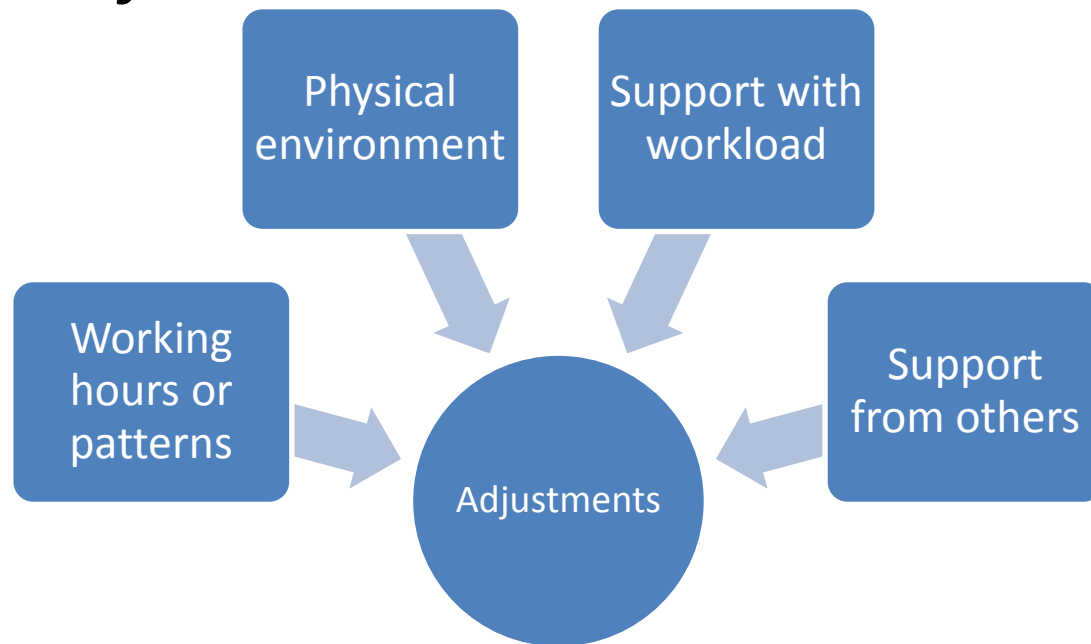 Physical
environment
Support with
workload
Working
hours or
patterns
Support
from others
Adjustments